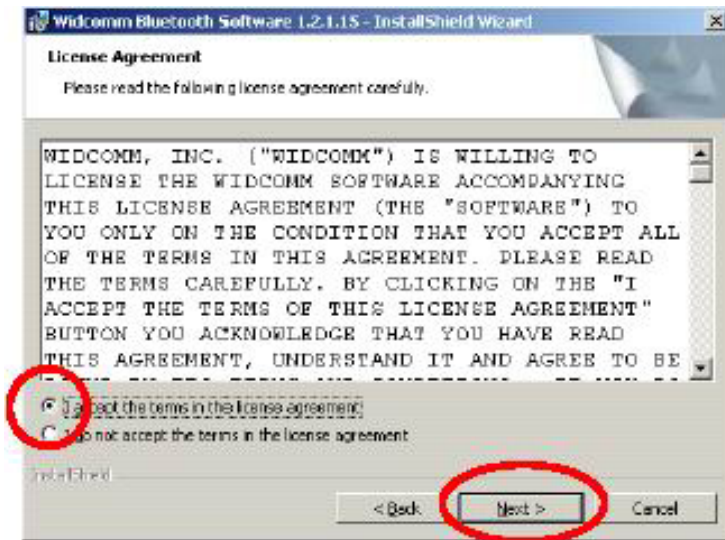 Widcomm Bluetooth Software 1.2.1.15 - InstallShield Wizard
License Agreement
Please read the following license agreement carefully.
WIDCOMM, INC. ("WIDCOMM") IS WILLING TO
LICENSE THE WIDCOMM SOFTWARE ACCOMPANYING
THIS LICENSE AGREEMENT (THE "SOFTWARE") TO
YOU ONLY ON THE CONDITION THAT YOU ACCEPT ALL
OF THE TERMS IN THIS AGREEMENT. PLEASE READ
THE TERMS CAREFULLY. BY CLICKING ON THE "I
ACCEPT THE TERMS OF THIS LICENSE AGREEMENT"
BUTTON YOU ACKNOWLEDGE THAT YOU HAVE READ
THIS AGREEMENT, UNDERSTAND IT AND AGREE TO BE
I accept the terms in the license agreement
I do not accept the terms in the license agreement
InstallShield
< Back
Next >
Cancel